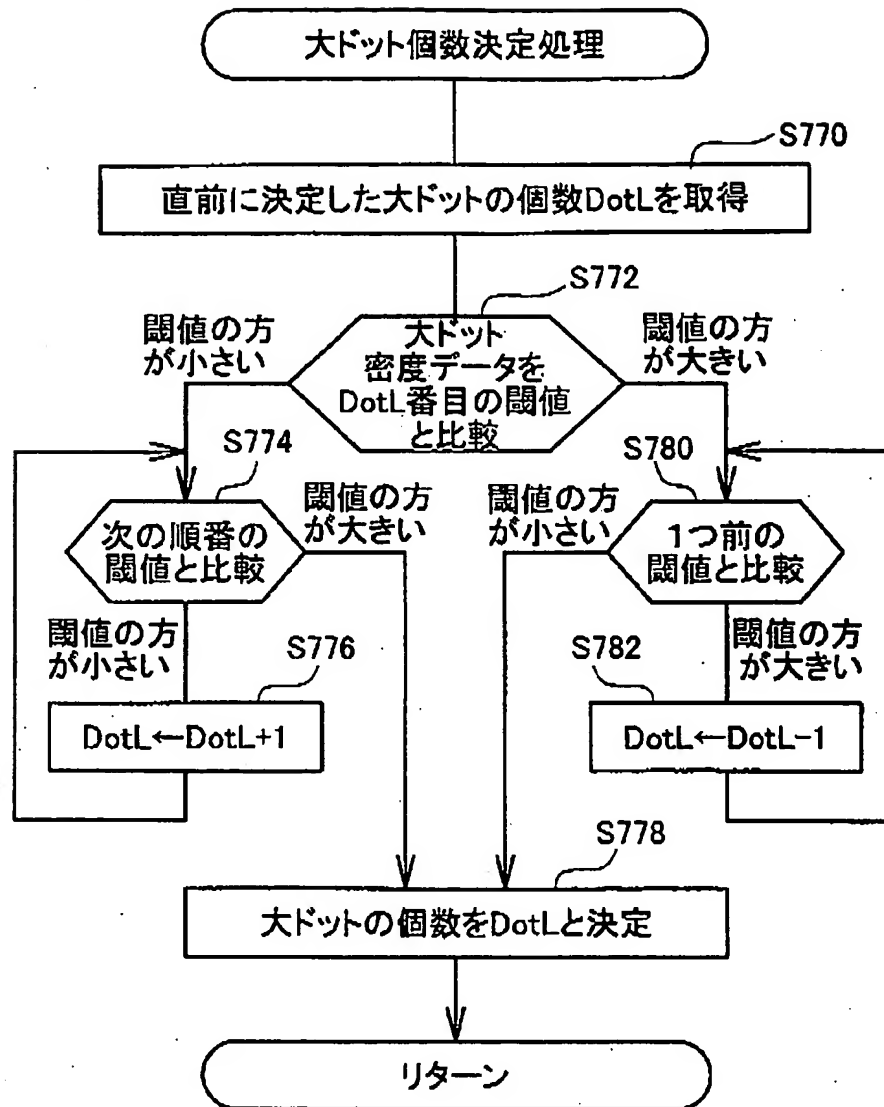 大ドット個数決定処理
S770
直前に決定した大ドットの個数DotLを取得
S772
閾値の方
が小さい
大ドット
密度データを
DotL番目の閾値
と比較
閾値の方
が大きい
S774
次の順番の
閾値と比較
閾値の方
が大きい
閾値の方
が小さい
S780
1つ前の
閾値と比較
閾値の方
が小さい
S776
DotL←DotL+1
閾値の方
が大きい
S782
DotL←DotL-1
S778
大ドットの個数をDotLと決定
リターン